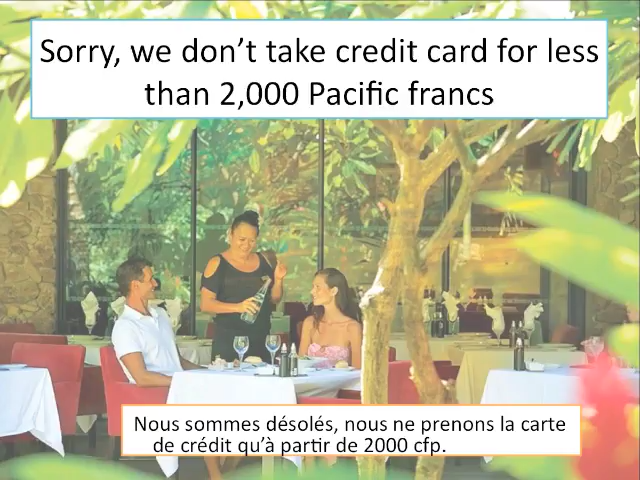 Sorry, we don’t take credit card for less
than 2,000 Pacific francs
Nous sommes désolés, nous ne prenons la carte
de crédit qu’à partir de 2000 cfp.